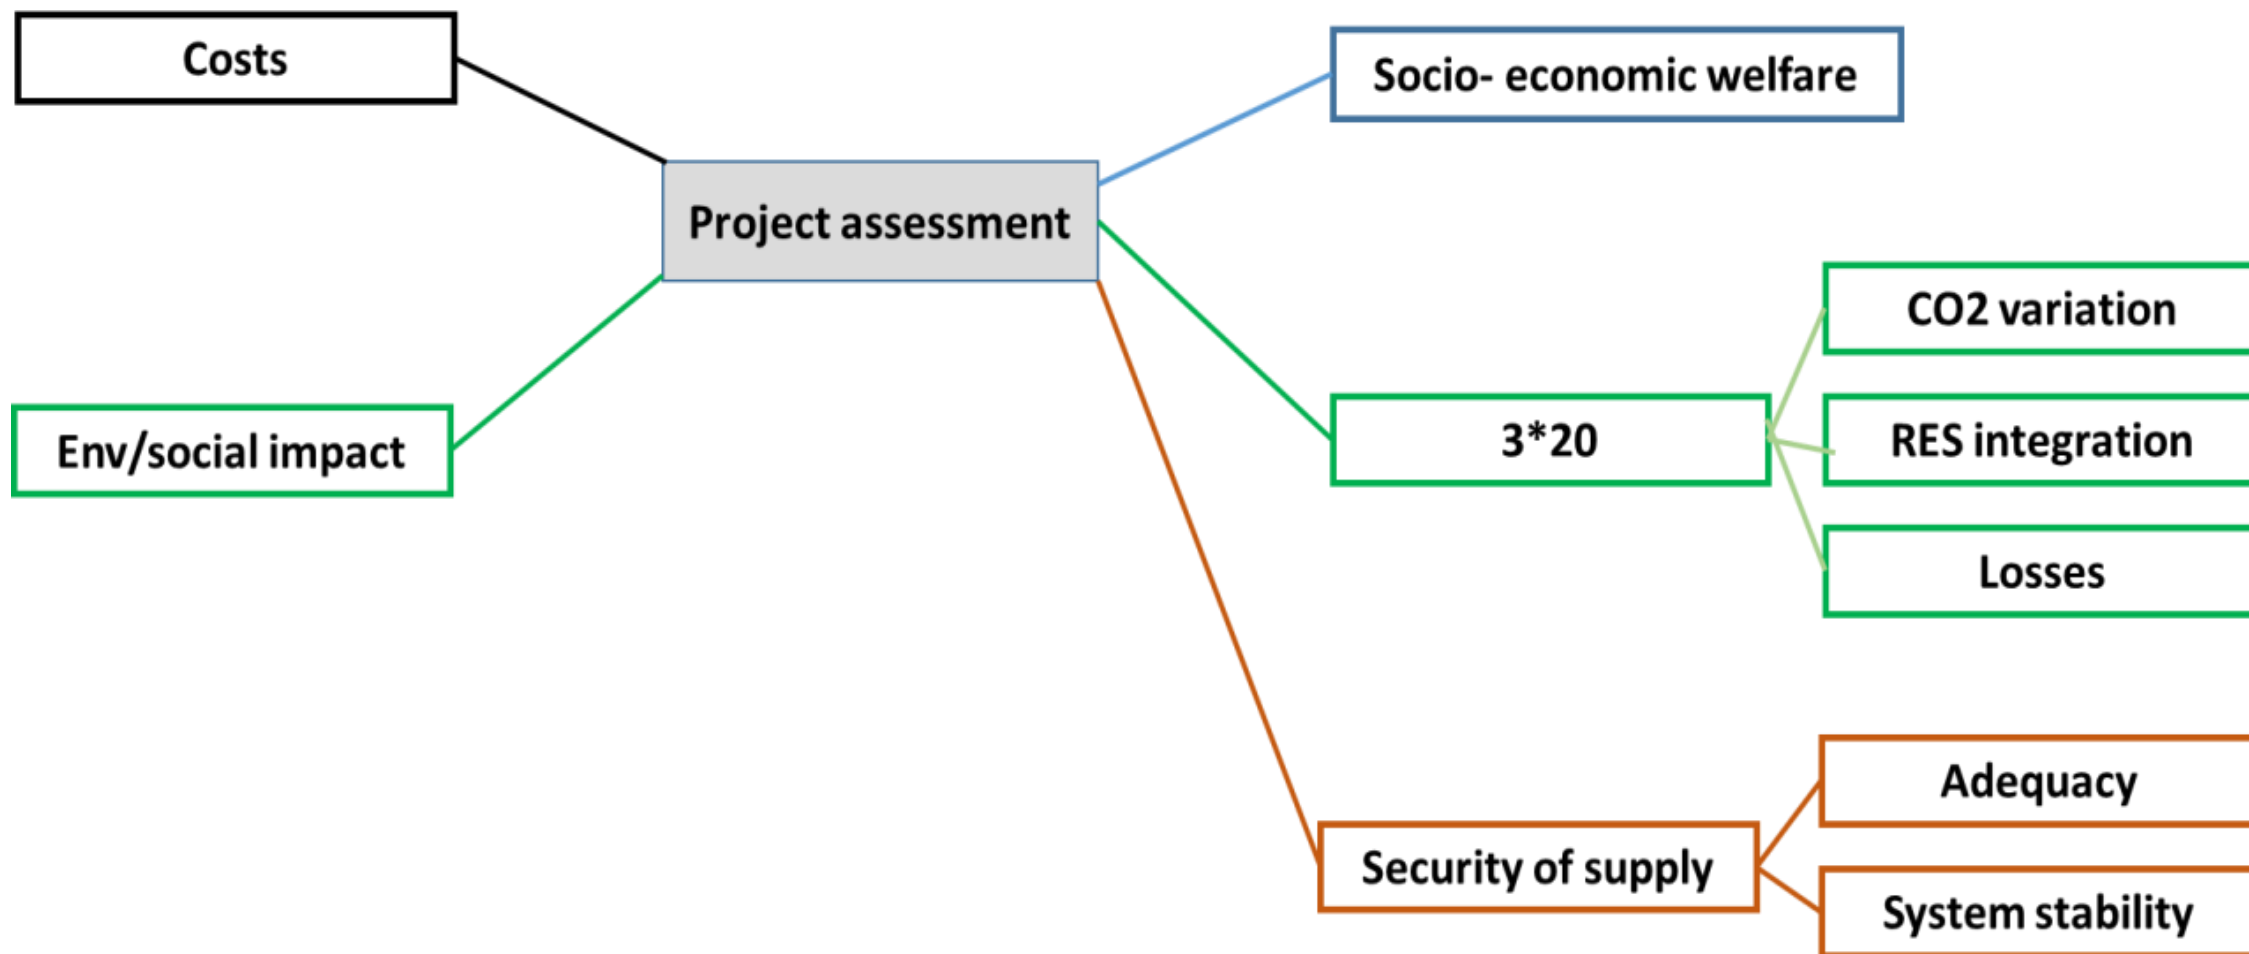 Costs
Socio- economic welfare
Project assessment
CO2 variation
Env/social impact
3*20
RES integration
Losses
Adequacy
Security of supply
System stability